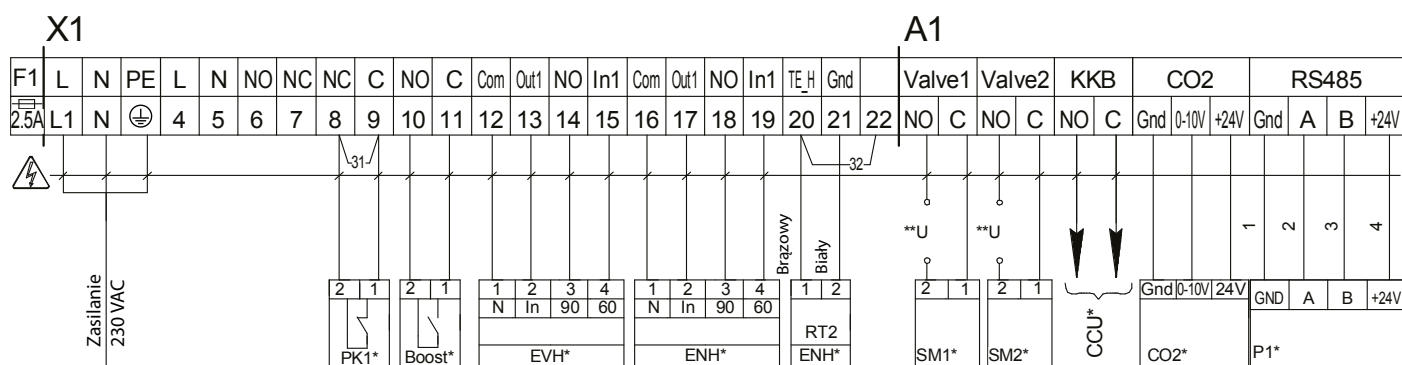 X1 A1
F1 L N PE L N NO NC NC C NO C Com Out1 NO In1 Com Out1 NO In1 TE_H Gnd Valve1 Valve2 KKB CO2 RS485
2.5A L1 N 4 5 6 7 8 9 10 11 12 13 14 15 16 17 18 19 20 21 22 NO C NO C NO C Gnd 0-10V +24V Gnd A B +24V
31 32
Zasilanie
230 VAC
Brązowy
Biały
**U **U
1 2 3 4
2 1 2 1 1 2 3 4 1 2 3 4 1 2 2 1 2 1 Gnd 0-10V 24V GND A B +24V
N In 90 60 N In 90 60
RT2
PK1* Boost* EVH* ENH* ENH* SM1* SM2* CCU* CO2* P1*